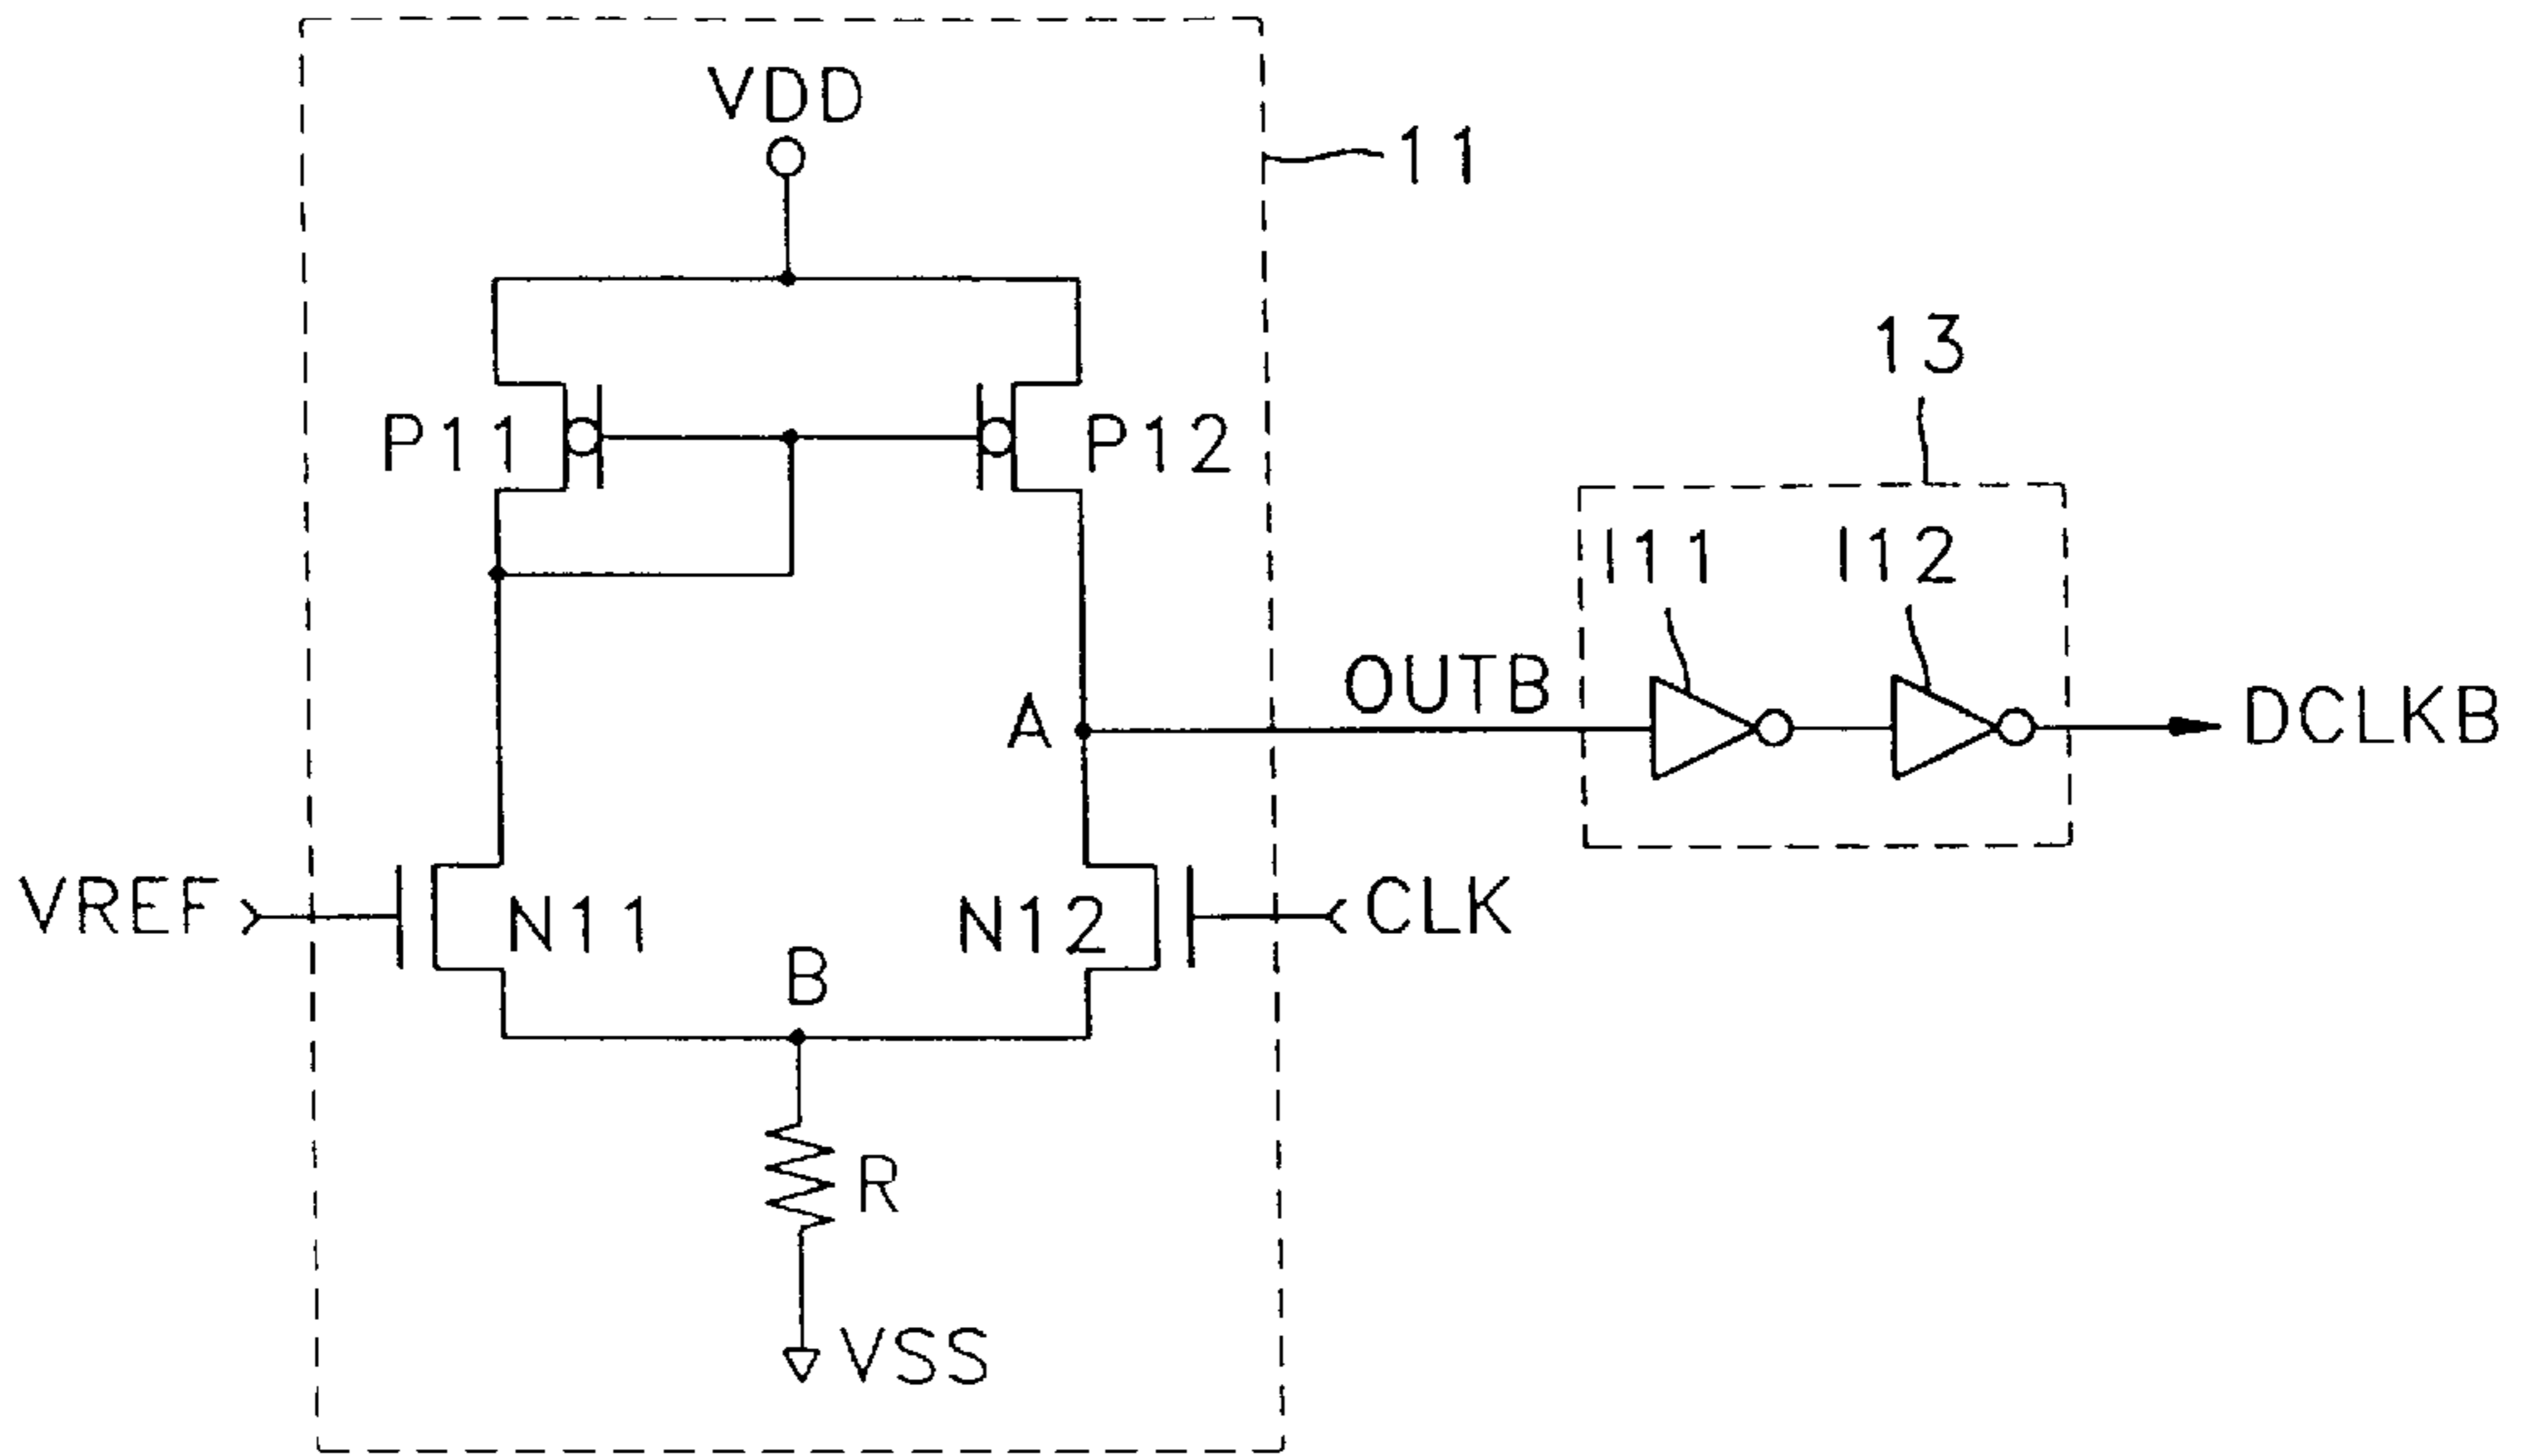 VDD
11
P11
P12
13
I11
I12
OUTB
A
DCLKB
VREF
N11
N12
CLK
B
R
VSS